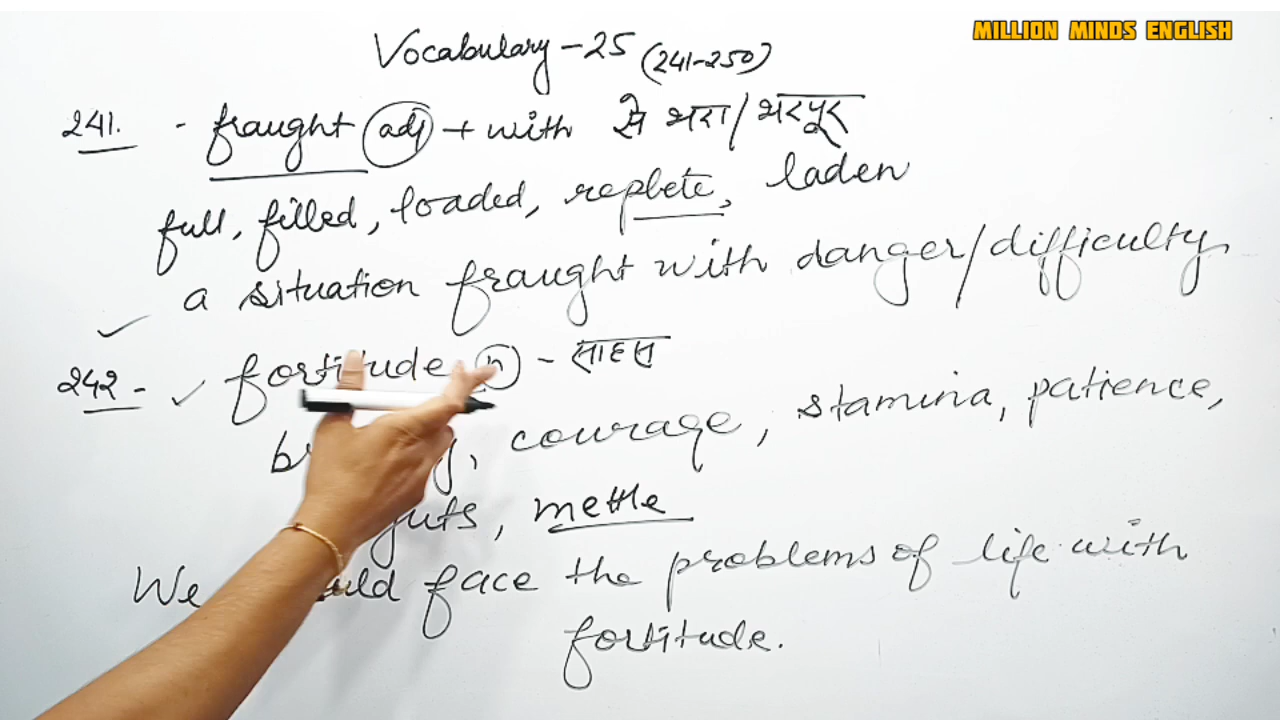 MILLION MINDS ENGLISH
Vocabulary - 25 (241-250)
241. - fraught (adj) + with से भरा/भरपूर
full, filled, loaded, replete, laden
a situation fraught with danger/difficulty
242 - ✓ fortitude (n) - साहस
courage, stamina, patience,
guts, mettle
We face the problems of life with
fortitude.